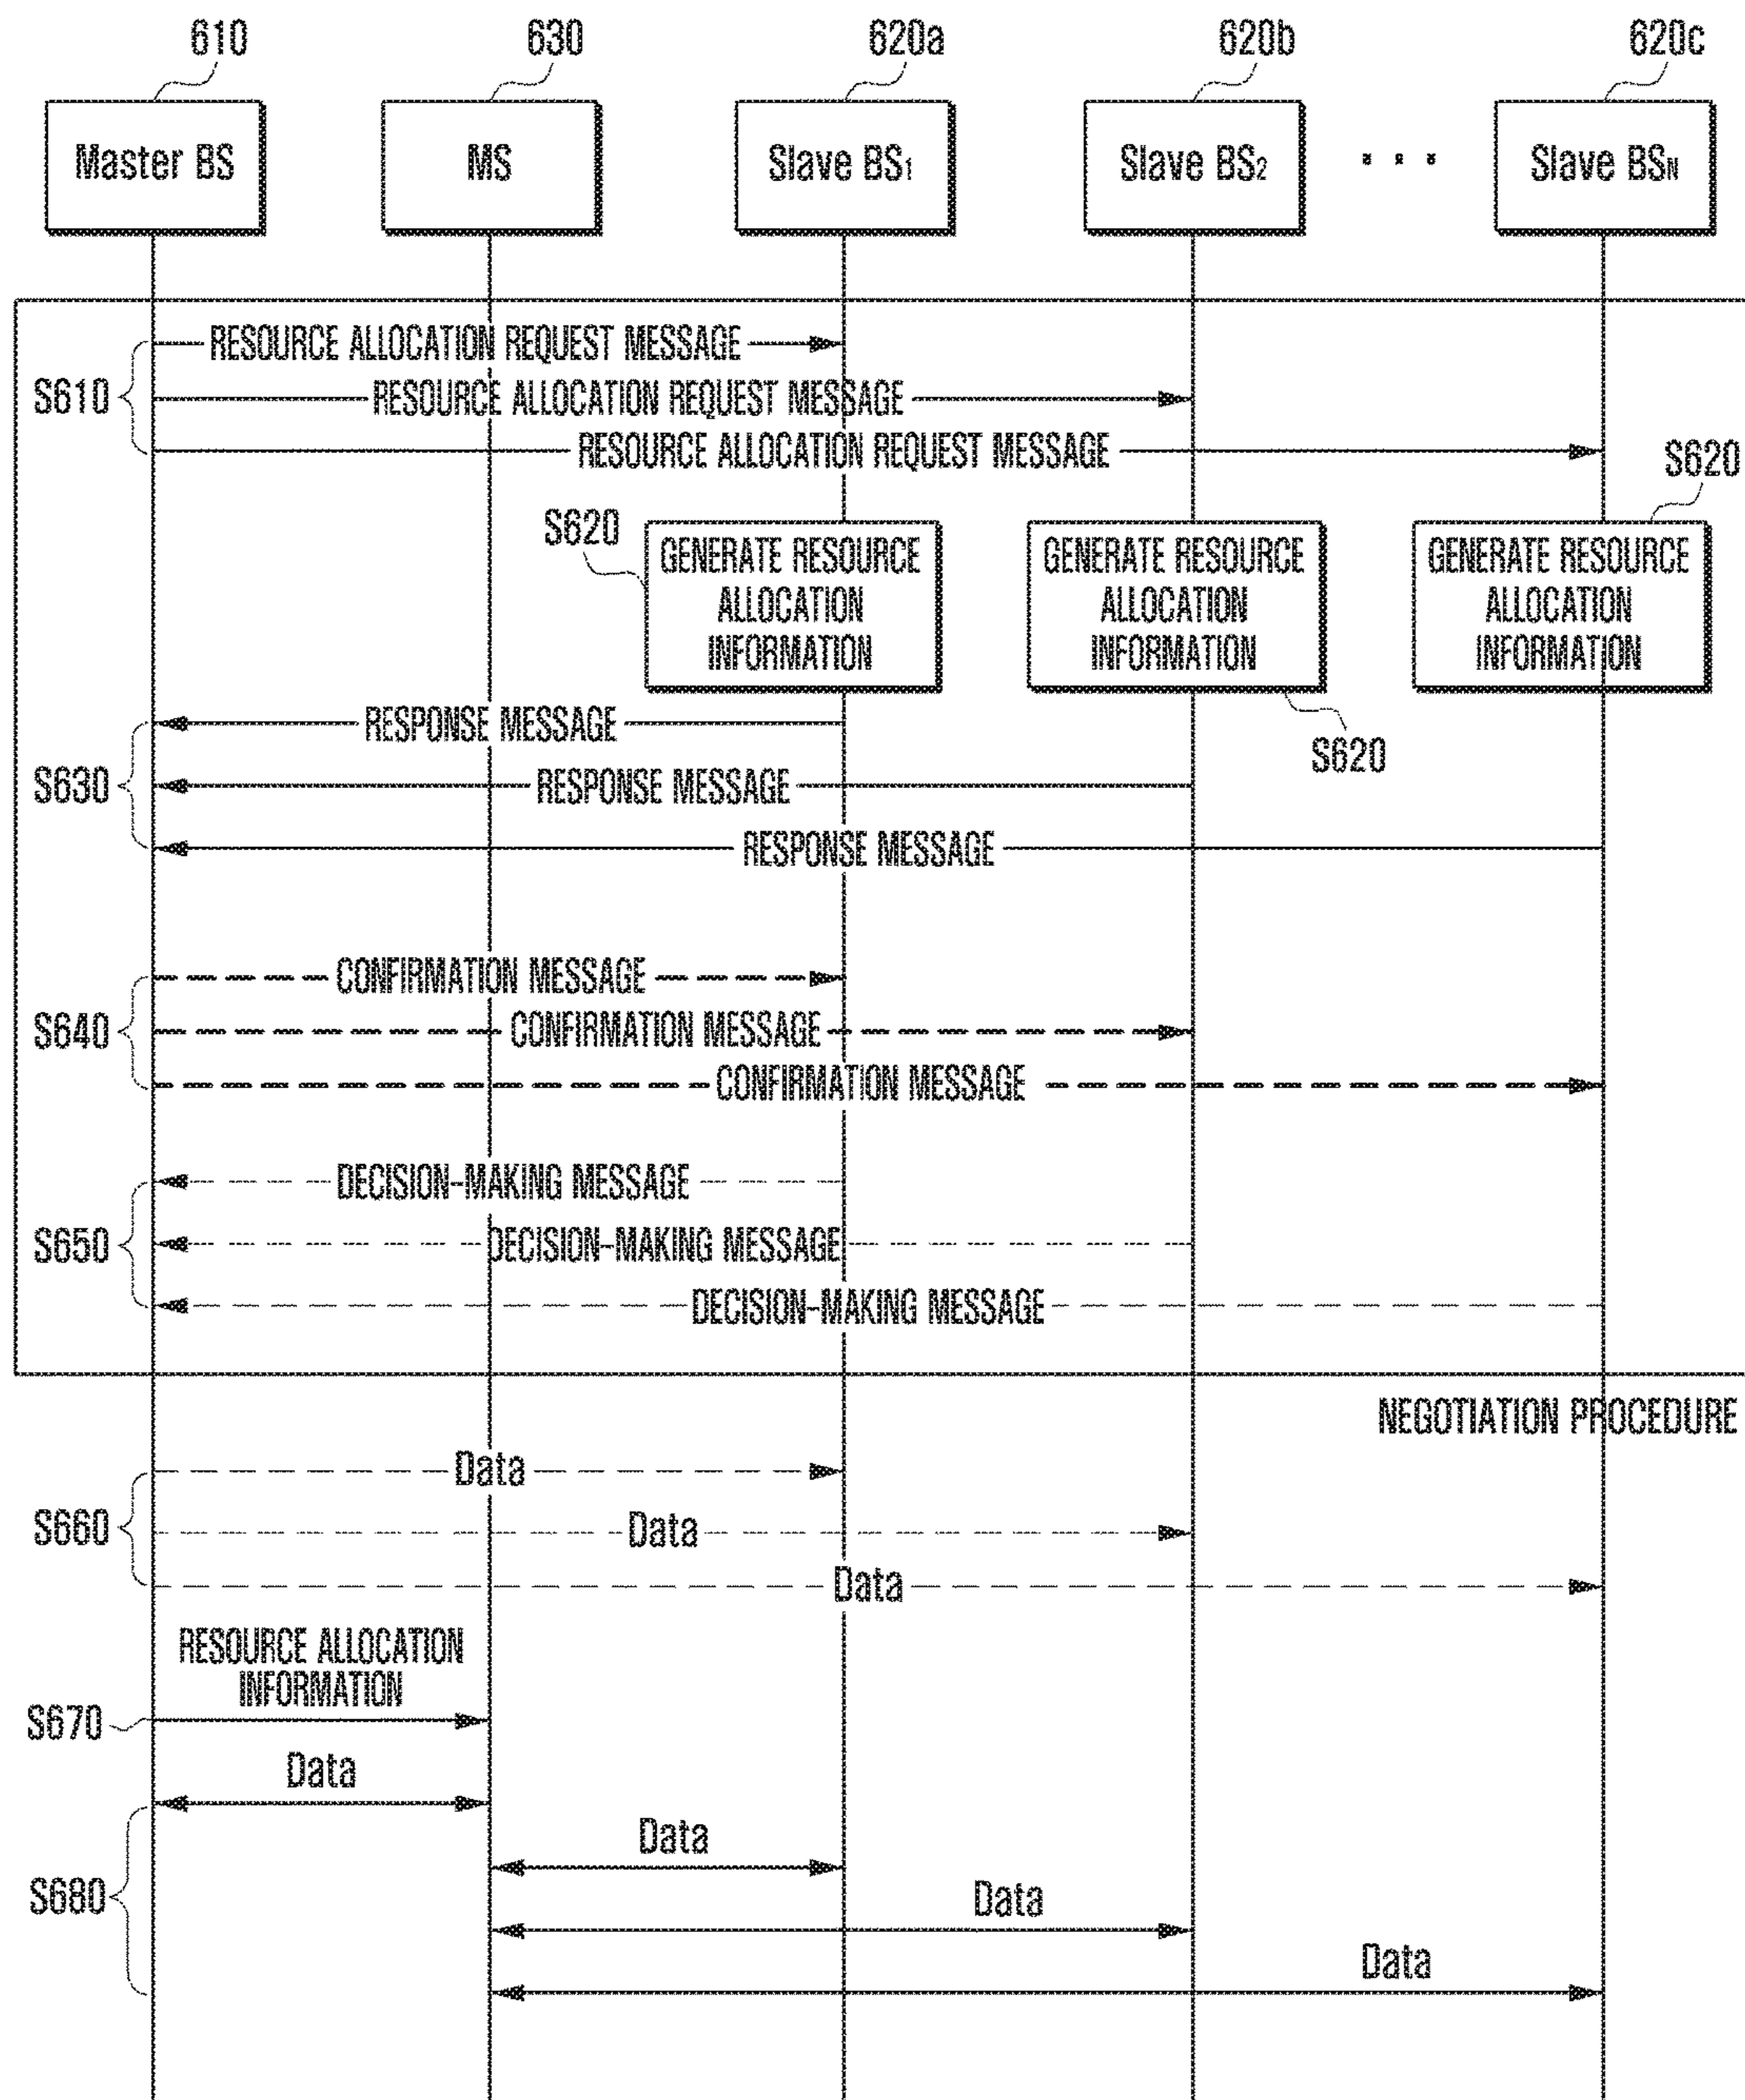 610
630
620a
620b
620c
Master BS
MS
Slave BS1
Slave BS2
. . .
Slave BSN
RESOURCE ALLOCATION REQUEST MESSAGE
S610
RESOURCE ALLOCATION REQUEST MESSAGE
RESOURCE ALLOCATION REQUEST MESSAGE
S620
S620
GENERATE RESOURCE
ALLOCATION
INFORMATION
GENERATE RESOURCE
ALLOCATION
INFORMATION
GENERATE RESOURCE
ALLOCATION
INFORMATION
S620
RESPONSE MESSAGE
S630
RESPONSE MESSAGE
RESPONSE MESSAGE
CONFIRMATION MESSAGE
S640
CONFIRMATION MESSAGE
CONFIRMATION MESSAGE
DECISION-MAKING MESSAGE
S650
DECISION-MAKING MESSAGE
DECISION-MAKING MESSAGE
NEGOTIATION PROCEDURE
Data
S660
Data
Data
RESOURCE ALLOCATION
INFORMATION
S670
Data
Data
S680
Data
Data